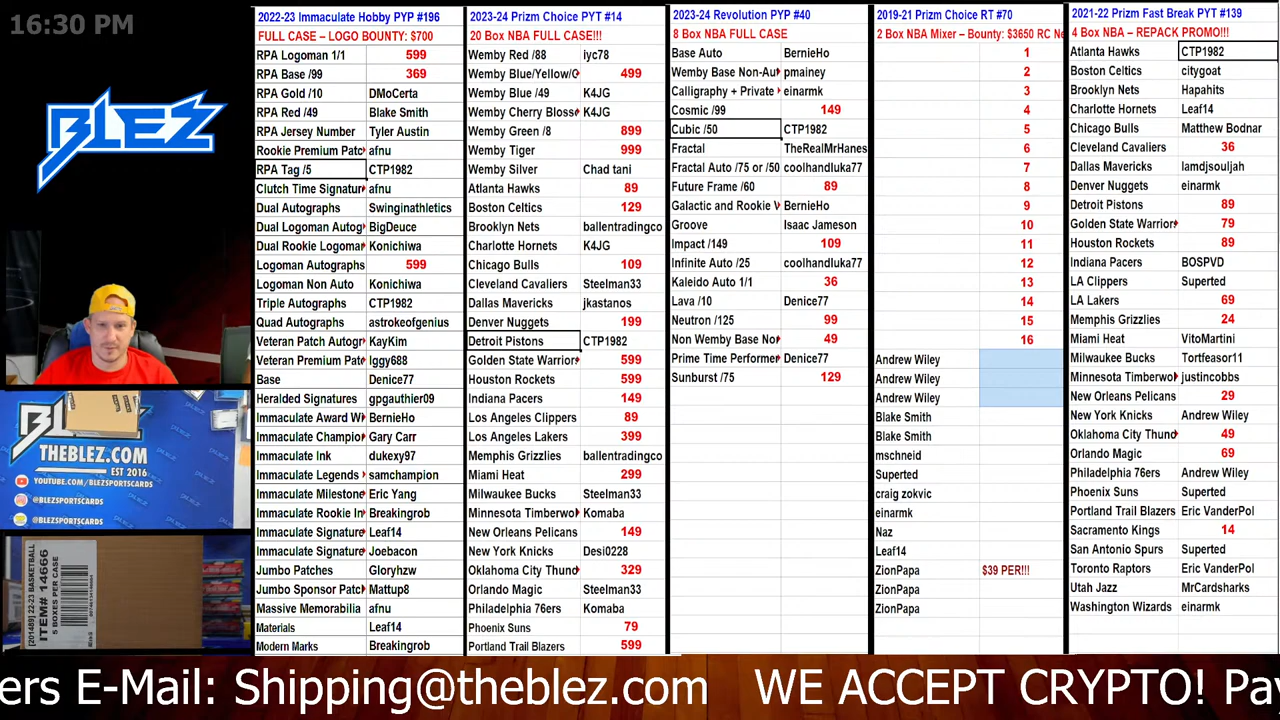 16:30 PM
BLEZ
THEBLEZ.COM
EST 2016
YOUTUBE.COM/BLEZSPORTSCARDS
@BLEZSPORTSCARDS
@BLEZSPORTSCARDS
[201489] 22-23 BASKETBALL
ITEM# 14666
5 BOXES PER CASE
2022-23 Immaculate Hobby PYP #196
FULL CASE – LOGO BOUNTY: $700
RPA Logoman 1/1 599
RPA Base /99 369
RPA Gold /10 DMoCerta
RPA Red /49 Blake Smith
RPA Jersey Number Tyler Austin
Rookie Premium Patc afnu
RPA Tag /5 CTP1982
Clutch Time Signatur afnu
Dual Autographs Swinginathletics
Dual Logoman Autog BigDeuce
Dual Rookie Logomar Konichiwa
Logoman Autographs 599
Logoman Non Auto Konichiwa
Triple Autographs CTP1982
Quad Autographs astrokeofgenius
Veteran Patch Autogr KayKim
Veteran Premium Pat Iggy688
Base Denice77
Heralded Signatures gpgauthier09
Immaculate Award W BernieHo
Immaculate Champio Gary Carr
Immaculate Ink dukexy97
Immaculate Legends samchampion
Immaculate Milestone Eric Yang
Immaculate Rookie In Breakingrob
Immaculate Signature Leaf14
Immaculate Signature Joebacon
Jumbo Patches Gloryhzw
Jumbo Sponsor Patc Mattup8
Massive Memorabilia afnu
Materials Leaf14
Modern Marks Breakingrob
2023-24 Prizm Choice PYT #14
20 Box NBA FULL CASE!!!
Wemby Red /88 iyc78
Wemby Blue/Yellow/G 499
Wemby Blue /49 K4JG
Wemby Cherry Blosso K4JG
Wemby Green /8 899
Wemby Tiger 999
Wemby Silver Chad tani
Atlanta Hawks 89
Boston Celtics 129
Brooklyn Nets ballentradingco
Charlotte Hornets K4JG
Chicago Bulls 109
Cleveland Cavaliers Steelman33
Dallas Mavericks jkastanos
Denver Nuggets 199
Detroit Pistons CTP1982
Golden State Warrior 599
Houston Rockets 599
Indiana Pacers 149
Los Angeles Clippers 89
Los Angeles Lakers 399
Memphis Grizzlies ballentradingco
Miami Heat 299
Milwaukee Bucks Steelman33
Minnesota Timberwo Komaba
New Orleans Pelicans 149
New York Knicks Desi0228
Oklahoma City Thund 329
Orlando Magic Steelman33
Philadelphia 76ers Komaba
Phoenix Suns 79
Portland Trail Blazers 599
2023-24 Revolution PYP #40
8 Box NBA FULL CASE
Base Auto BernieHo
Wemby Base Non-Au pmainey
Calligraphy + Private einarmk
Cosmic /99 149
Cubic /50 CTP1982
Fractal TheRealMrHanes
Fractal Auto /75 or /50 coolhandluka77
Future Frame /60 89
Galactic and Rookie V BernieHo
Groove Isaac Jameson
Impact /149 109
Infinite Auto /25 coolhandluka77
Kaleido Auto 1/1 36
Lava /10 Denice77
Neutron /125 99
Non Wemby Base No 49
Prime Time Performer Denice77
Sunburst /75 129
2019-21 Prizm Choice RT #70
2 Box NBA Mixer – Bounty: $3650 RC Ne
1
2
3
4
5
6
7
8
9
10
11
12
13
14
15
16
Andrew Wiley
Andrew Wiley
Andrew Wiley
Blake Smith
Blake Smith
mschneid
Superted
craig zokvic
einarmk
Naz
Leaf14
ZionPapa $39 PER!!!
ZionPapa
ZionPapa
2021-22 Prizm Fast Break PYT #139
4 Box NBA – REPACK PROMO!!!
Atlanta Hawks CTP1982
Boston Celtics citygoat
Brooklyn Nets Hapahits
Charlotte Hornets Leaf14
Chicago Bulls Matthew Bodnar
Cleveland Cavaliers 36
Dallas Mavericks Iamdjsouljah
Denver Nuggets einarmk
Detroit Pistons 89
Golden State Warrior 79
Houston Rockets 89
Indiana Pacers BOSPVD
LA Clippers Superted
LA Lakers 69
Memphis Grizzlies 24
Miami Heat VitoMartini
Milwaukee Bucks Tortfeasor11
Minnesota Timberwol justincobbs
New Orleans Pelicans 29
New York Knicks Andrew Wiley
Oklahoma City Thund 49
Orlando Magic 69
Philadelphia 76ers Andrew Wiley
Phoenix Suns Superted
Portland Trail Blazers Eric VanderPol
Sacramento Kings 14
San Antonio Spurs Superted
Toronto Raptors Eric VanderPol
Utah Jazz MrCardsharks
Washington Wizards einarmk
ers E-Mail: Shipping@theblez.com WE ACCEPT CRYPTO! Pay